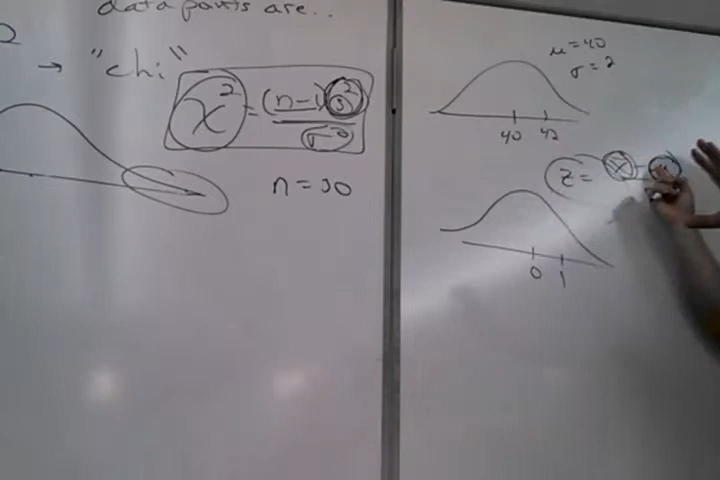 data points are..
→ "chi"
χ² = (n-1)s² / σ²
n = 30
μ = 40
σ = 2
40 42
z = x -
0 1